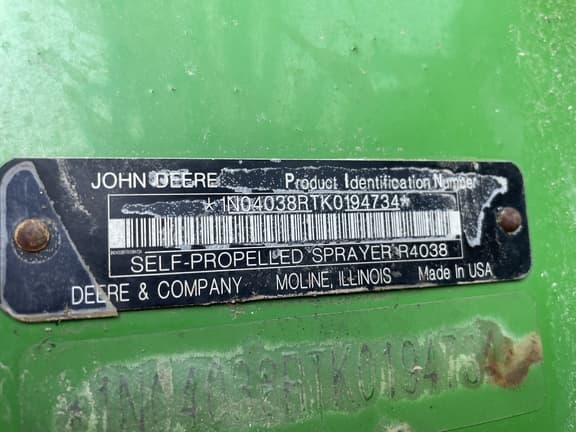 JOHN DEERE Product Identification Number
*1N04038RTK0194734*
SELF-PROPELLED SPRAYER R4038
DEERE & COMPANY MOLINE, ILLINOIS Made In USA